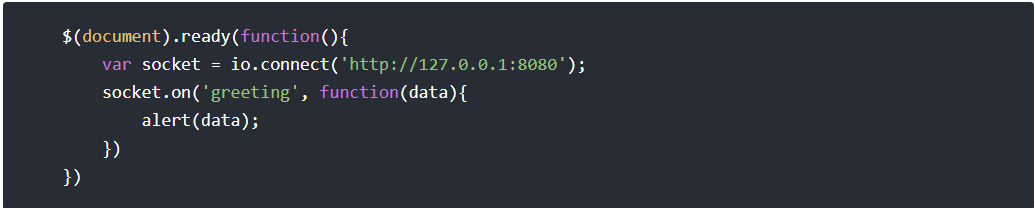 $(document).ready(function(){
    var socket = io.connect('http://127.0.0.1:8080');
    socket.on('greeting', function(data){
        alert(data);
    })
})